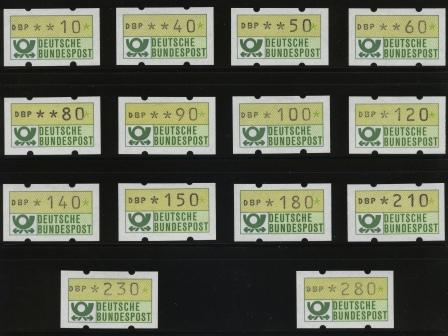 DBP **10*
DEUTSCHE
BUNDESPOST
DBP **40*
DEUTSCHE
BUNDESPOST
DBP **50*
DEUTSCHE
BUNDESPOST
DBP **60*
DEUTSCHE
BUNDESPOST
DBP **80*
DEUTSCHE
BUNDESPOST
DBP **90*
DEUTSCHE
BUNDESPOST
DBP *100*
DEUTSCHE
BUNDESPOST
DBP *120*
DEUTSCHE
BUNDESPOST
DBP *140*
DEUTSCHE
BUNDESPOST
DBP *150*
DEUTSCHE
BUNDESPOST
DBP *180*
DEUTSCHE
BUNDESPOST
DBP *210*
DEUTSCHE
BUNDESPOST
DBP *230*
DEUTSCHE
BUNDESPOST
DBP *280*
DEUTSCHE
BUNDESPOST